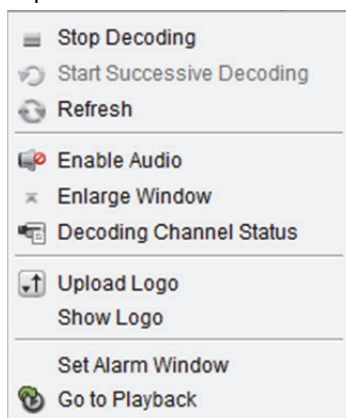 Stop Decoding
Start Successive Decoding
Refresh
Enable Audio
Enlarge Window
Decoding Channel Status
Upload Logo
Show Logo
Set Alarm Window
Go to Playback